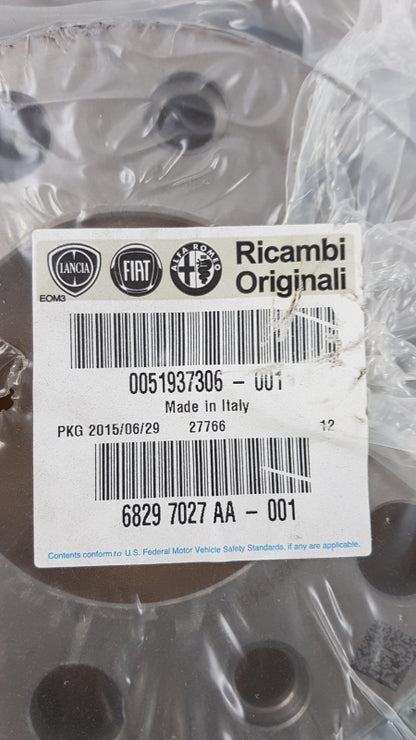 LANCIA
FIAT
ALFA ROMEO
Ricambi
Originali
EOM3
0051937306 - 001
Made in Italy
PKG 2015/06/29 27766 12
6829 7027 AA - 001
Contents conform to U.S. Federal Motor Vehicle Safety Standards, if any are applicable.